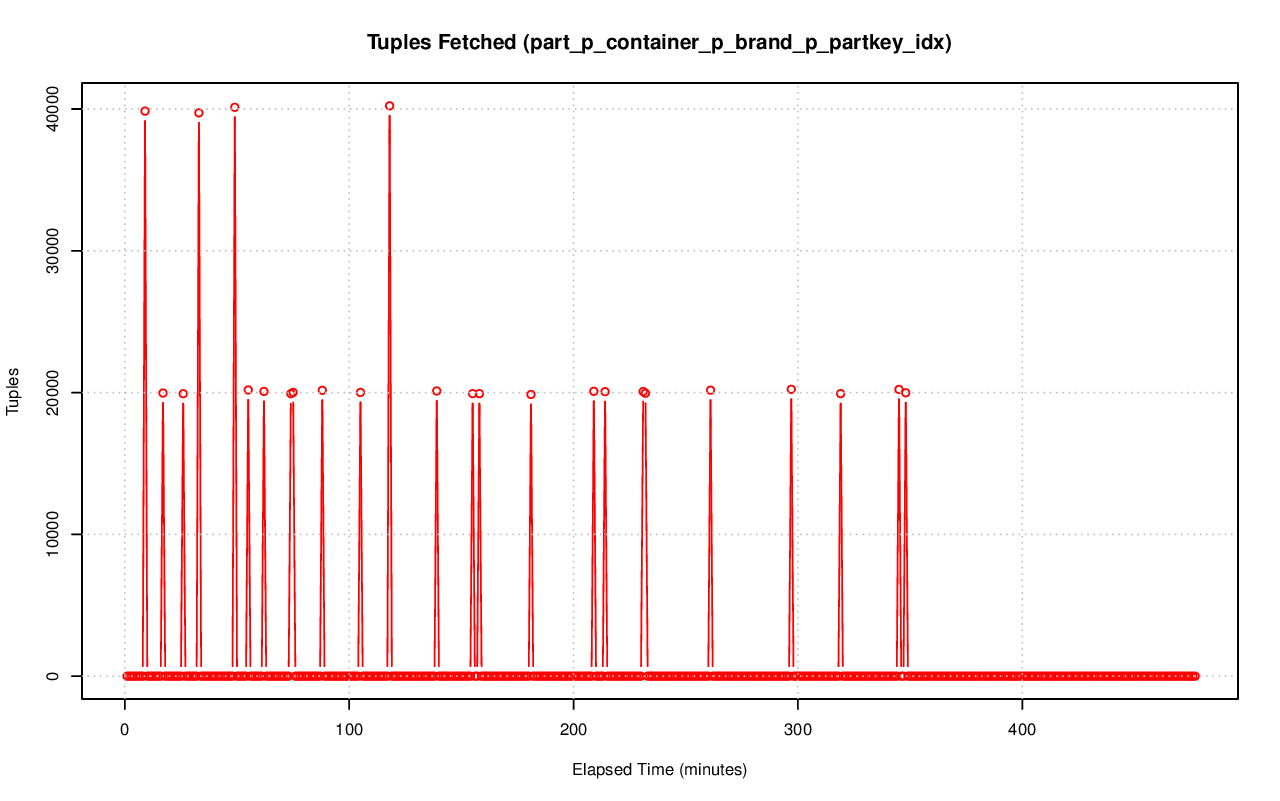 Tuples Fetched (part_p_container_p_brand_p_partkey_idx)
40000
30000
20000
10000
0
Tuples
0 100 200 300 400
Elapsed Time (minutes)